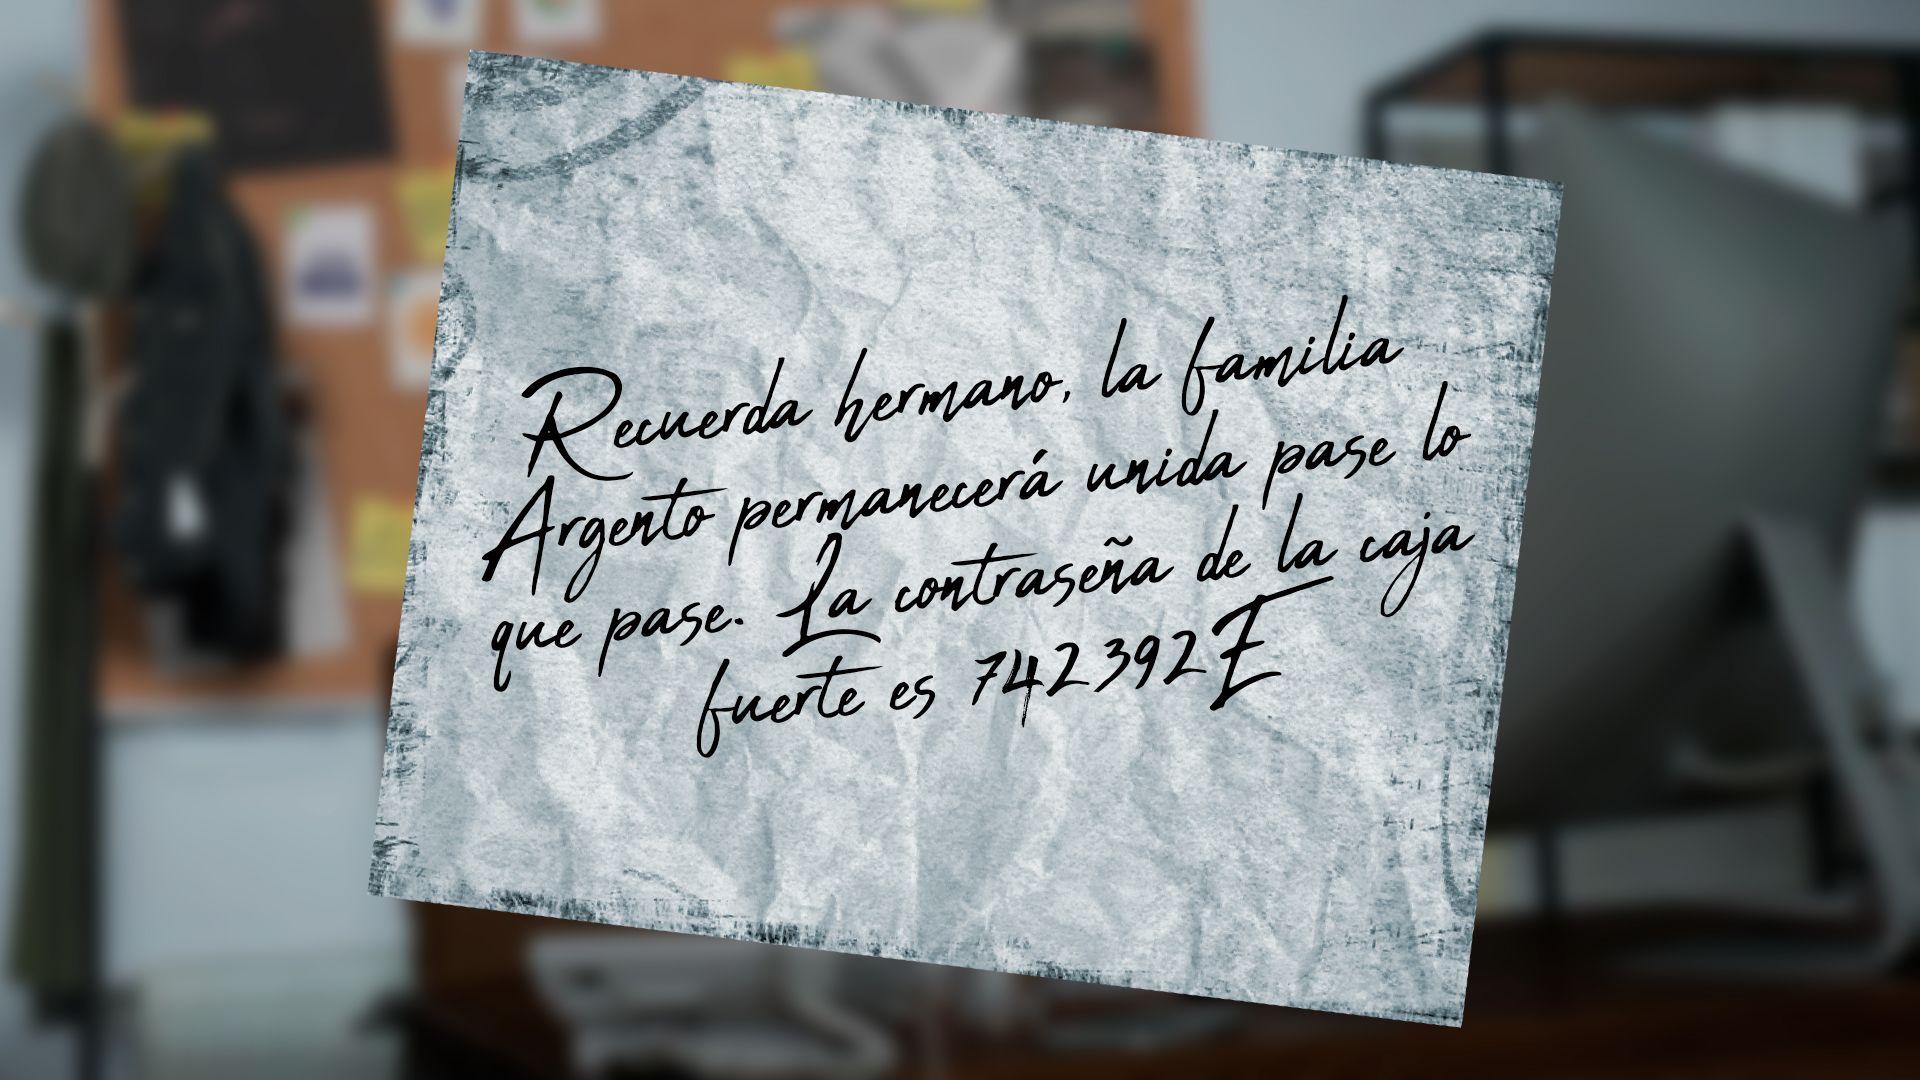 Recuerda hermano, la familia
Argento permanecerá unida pase lo
que pase. La contraseña de la caja
fuerte es 742392E